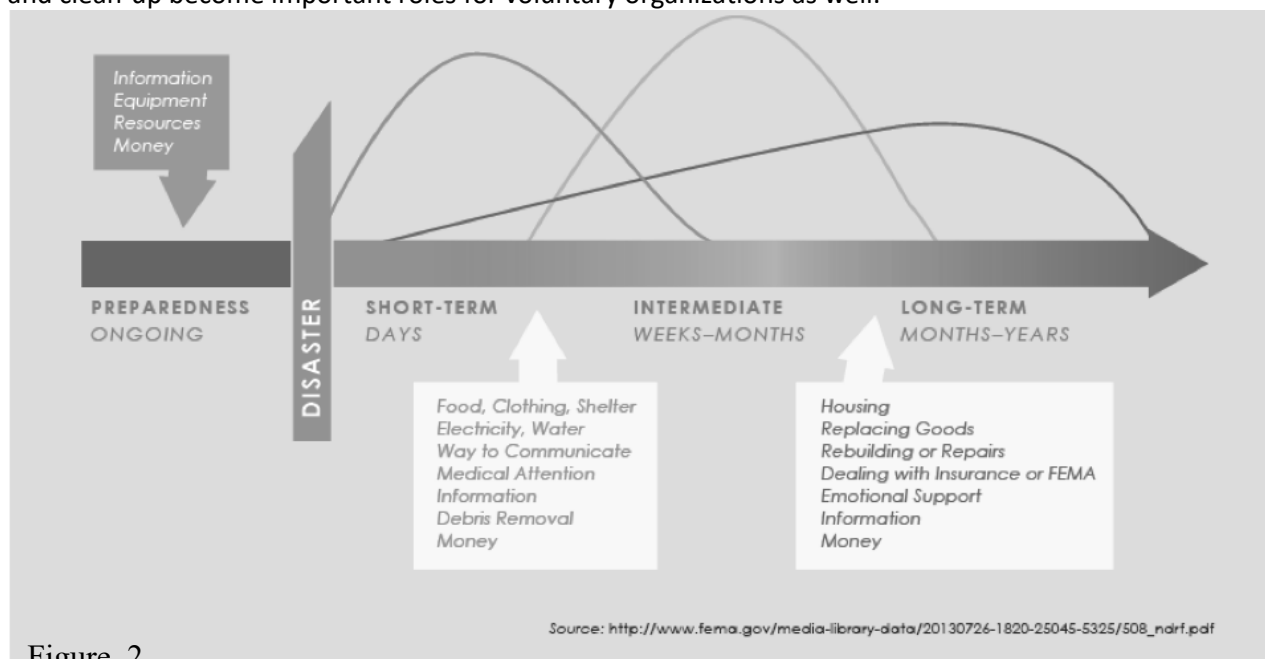 and clean-up become important roles for voluntary organizations as well.
Information
Equipment
Resources
Money
DISASTER
PREPAREDNESS
ONGOING
SHORT-TERM
DAYS
INTERMEDIATE
WEEKS–MONTHS
LONG-TERM
MONTHS–YEARS
Food, Clothing, Shelter
Electricity, Water
Way to Communicate
Medical Attention
Information
Debris Removal
Money
Housing
Replacing Goods
Rebuilding or Repairs
Dealing with Insurance or FEMA
Emotional Support
Information
Money
Source: http://www.fema.gov/media-library-data/20130726-1820-25045-5325/508_ndrf.pdf
Figure 2